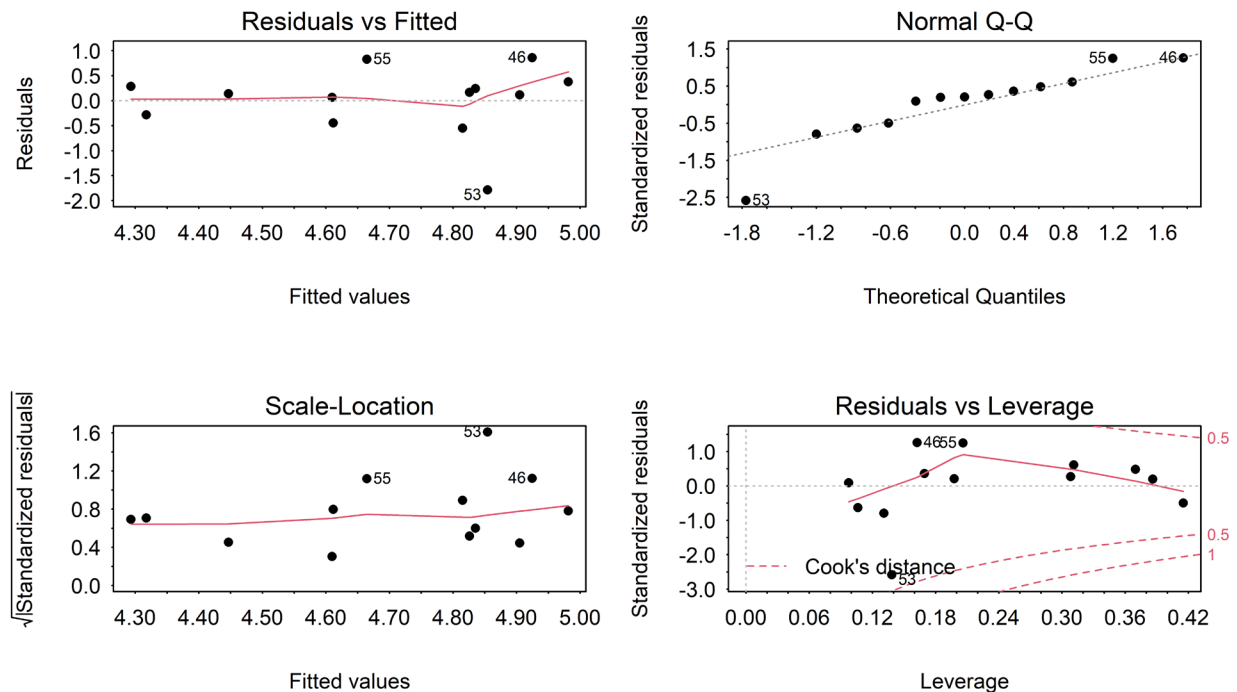 Residuals vs Fitted
Residuals
1.0
0.5
0.0
-0.5
-1.0
-1.5
-2.0
55
46
53
4.30 4.40 4.50 4.60 4.70 4.80 4.90 5.00
Fitted values
Normal Q-Q
Standardized residuals
1.5
0.5
-0.5
-1.5
-2.5
55
46
53
-1.8 -1.2 -0.6 0.0 0.4 0.8 1.2 1.6
Theoretical Quantiles
Scale-Location
√|Standardized residuals|
1.6
1.2
0.8
0.4
0.0
53
55
46
4.30 4.40 4.50 4.60 4.70 4.80 4.90 5.00
Fitted values
Residuals vs Leverage
Standardized residuals
1.0
0.0
-1.0
-2.0
-3.0
46
55
53
0.5
0.5
1
Cook's distance
0.00 0.06 0.12 0.18 0.24 0.30 0.36 0.42
Leverage